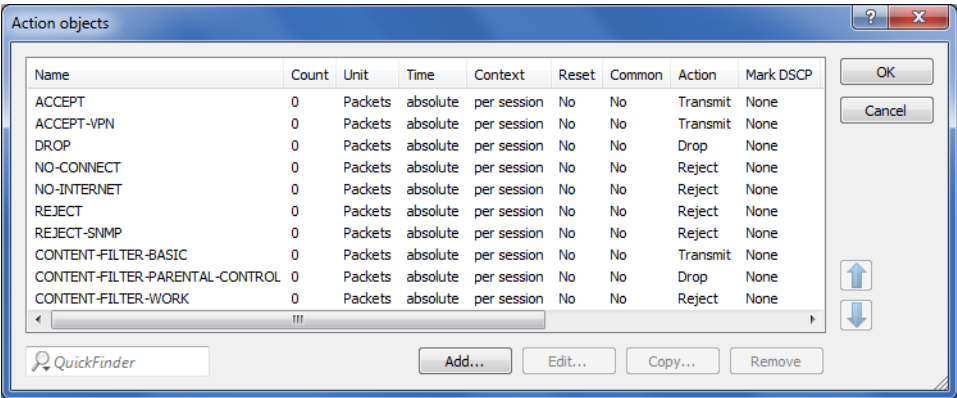 Action objects
Name Count Unit Time Context Reset Common Action Mark DSCP
ACCEPT 0 Packets absolute per session No No Transmit None
ACCEPT-VPN 0 Packets absolute per session No No Transmit None
DROP 0 Packets absolute per session No No Drop None
NO-CONNECT 0 Packets absolute per session No No Reject None
NO-INTERNET 0 Packets absolute per session No No Reject None
REJECT 0 Packets absolute per session No No Reject None
REJECT-SNMP 0 Packets absolute per session No No Reject None
CONTENT-FILTER-BASIC 0 Packets absolute per session No No Transmit None
CONTENT-FILTER-PARENTAL-CONTROL 0 Packets absolute per session No No Drop None
CONTENT-FILTER-WORK 0 Packets absolute per session No No Reject None
OK
Cancel
QuickFinder
Add... Edit... Copy... Remove